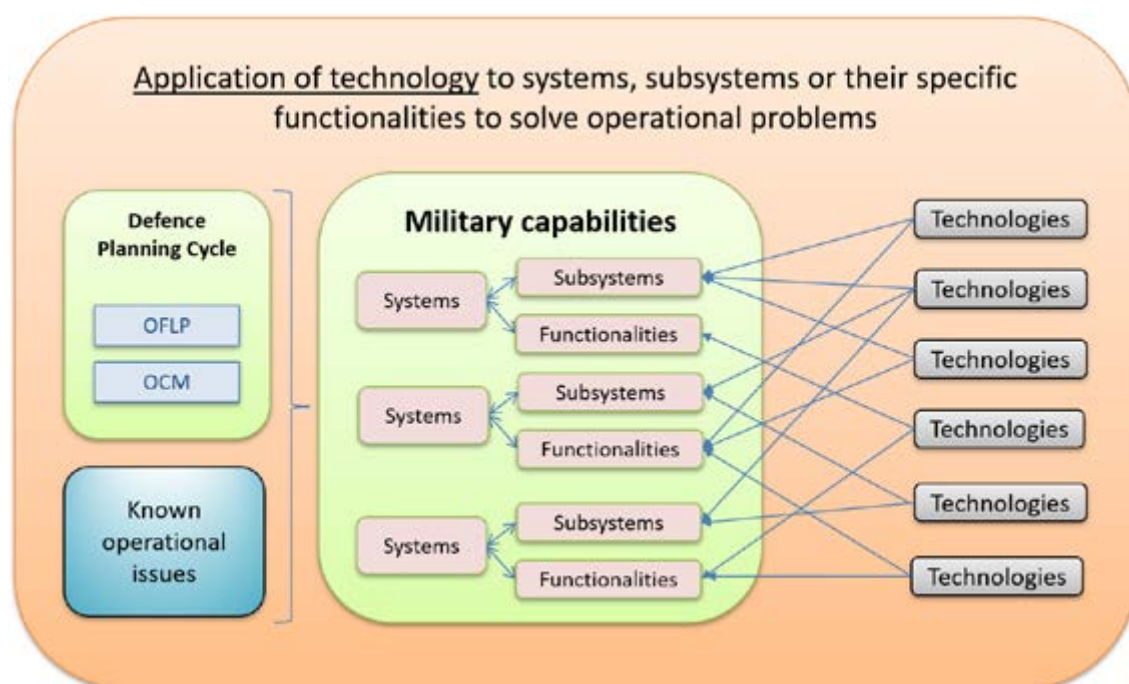 Application of technology to systems, subsystems or their specific
functionalities to solve operational problems
Defence
Planning Cycle
OFLP
OCM
Known
operational
issues
Military capabilities
Systems
Subsystems
Functionalities
Systems
Subsystems
Functionalities
Systems
Subsystems
Functionalities
Technologies
Technologies
Technologies
Technologies
Technologies
Technologies